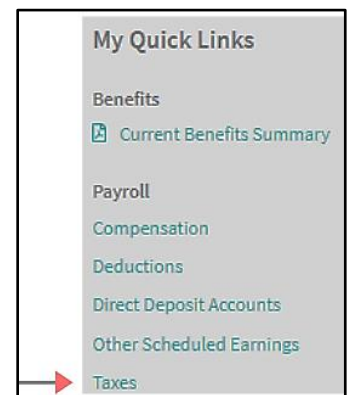 My Quick Links
Benefits
Current Benefits Summary
Payroll
Compensation
Deductions
Direct Deposit Accounts
Other Scheduled Earnings
Taxes